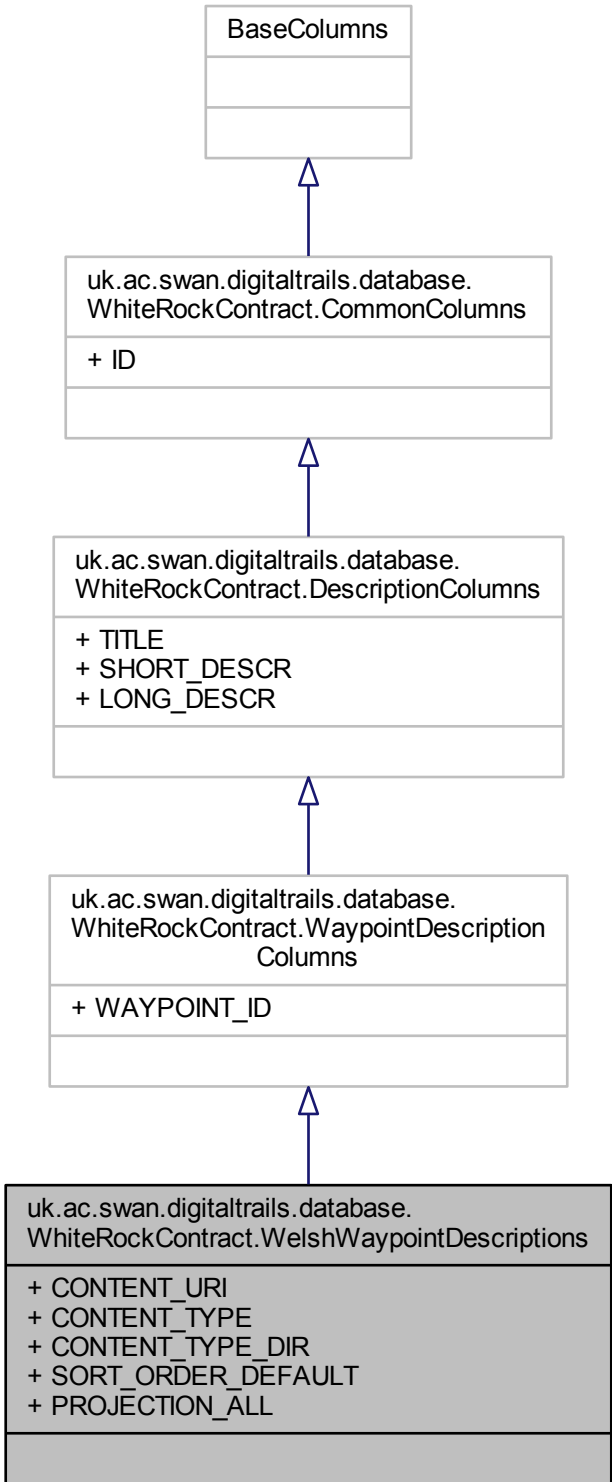 BaseColumns
uk.ac.swan.digitaltrails.database.
WhiteRockContract.CommonColumns
+ ID
uk.ac.swan.digitaltrails.database.
WhiteRockContract.DescriptionColumns
+ TITLE
+ SHORT_DESCR
+ LONG_DESCR
uk.ac.swan.digitaltrails.database.
WhiteRockContract.WaypointDescription
Columns
+ WAYPOINT_ID
uk.ac.swan.digitaltrails.database.
WhiteRockContract.WelshWaypointDescriptions
+ CONTENT_URI
+ CONTENT_TYPE
+ CONTENT_TYPE_DIR
+ SORT_ORDER_DEFAULT
+ PROJECTION_ALL